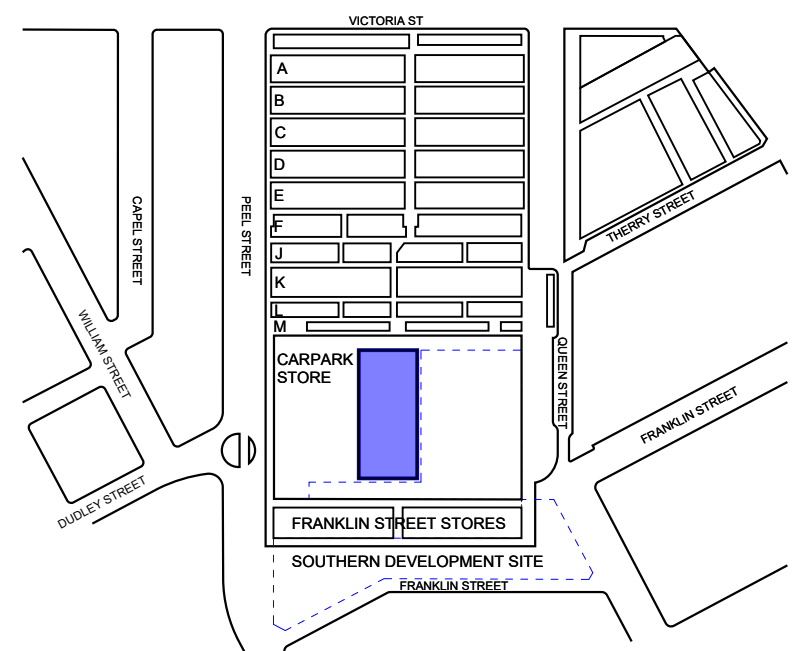 VICTORIA ST
A
B
C
D
E
F
J
K
L
M
CAPEL STREET
PEEL STREET
THERRY STREET
WILLIAM STREET
CARPARK
STORE
QUEEN STREET
FRANKLIN STREET
DUDLEY STREET
FRANKLIN STREET STORES
SOUTHERN DEVELOPMENT SITE
FRANKLIN STREET